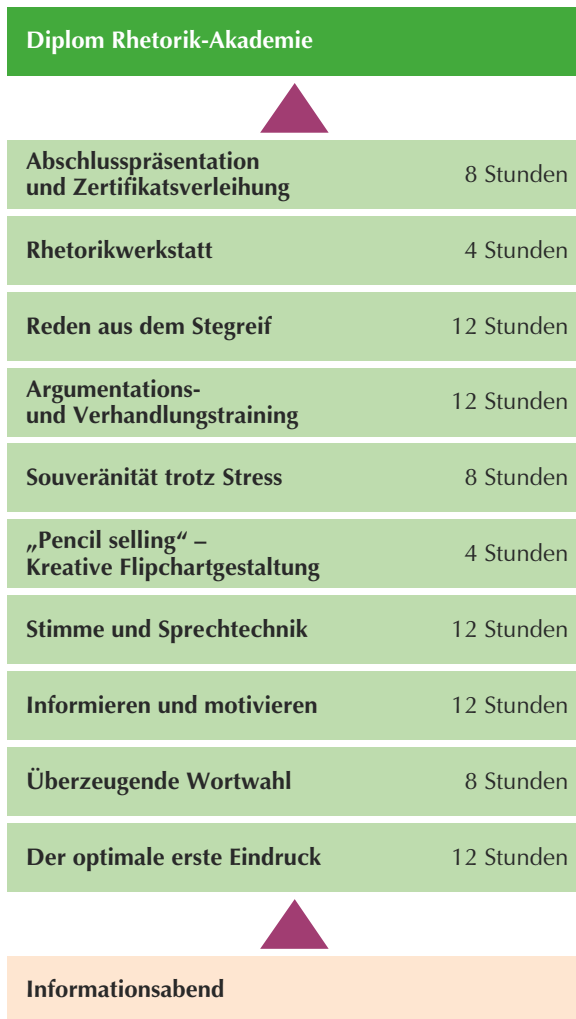 Diplom Rhetorik-Akademie
Abschlusspräsentation
und Zertifikatsverleihung 8 Stunden
Rhetorikwerkstatt 4 Stunden
Reden aus dem Stegreif 12 Stunden
Argumentations-
und Verhandlungstraining 12 Stunden
Souveränität trotz Stress 8 Stunden
„Pencil selling“ –
Kreative Flipchartgestaltung 4 Stunden
Stimme und Sprechtechnik 12 Stunden
Informieren und motivieren 12 Stunden
Überzeugende Wortwahl 8 Stunden
Der optimale erste Eindruck 12 Stunden
Informationsabend